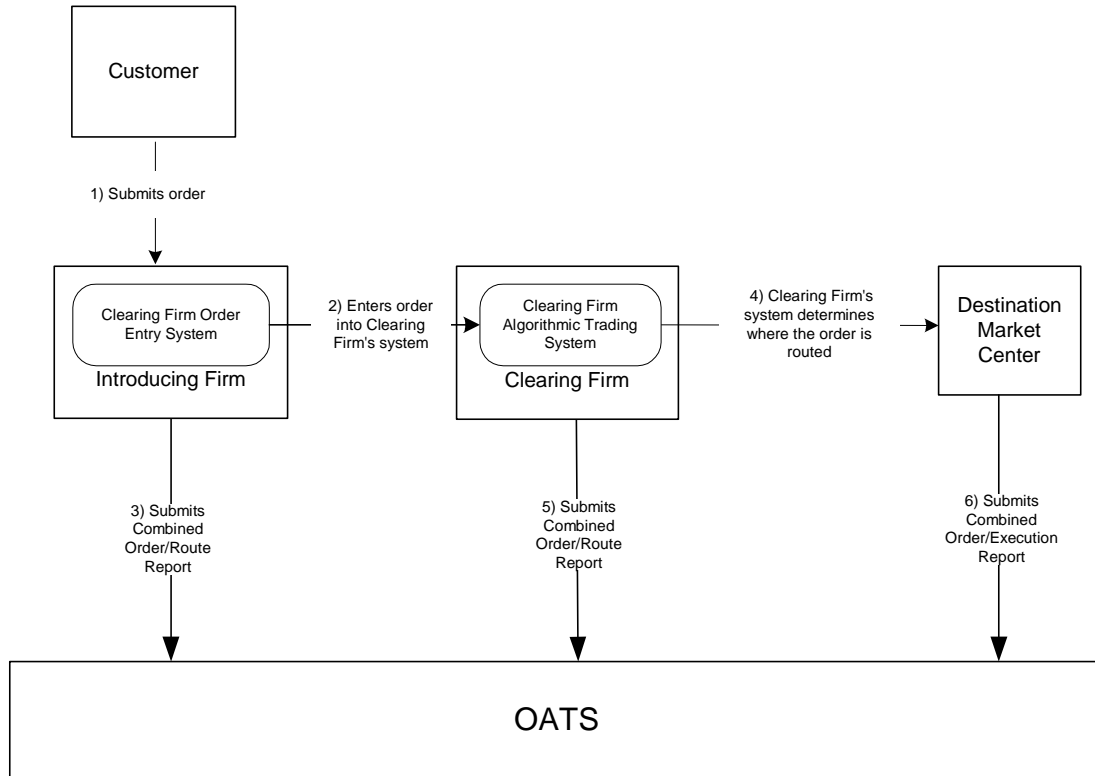 Customer
1) Submits order
Clearing Firm Order
Entry System
Introducing Firm
2) Enters order
into Clearing
Firm's system
Clearing Firm
Algorithmic Trading
System
Clearing Firm
4) Clearing Firm's
system determines
where the order is
routed
Destination
Market
Center
3) Submits
Combined
Order/Route
Report
5) Submits
Combined
Order/Route
Report
6) Submits
Combined
Order/Execution
Report
OATS